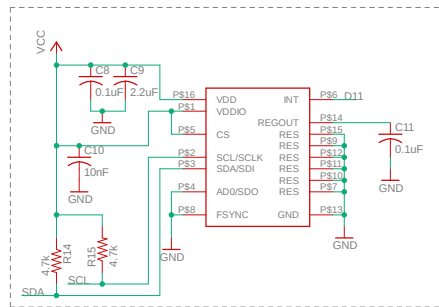 VCC
C8
0.1uF
C9
2.2uF
GND
C10
10nF
GND
P$16
P$1
P$5
P$2
P$3
P$4
P$8
VDD
VDDIO
CS
SCL/SCLK
SDA/SDI
AD0/SDO
FSYNC
INT
REGOUT
RES
RES
RES
RES
RES
RES
GND
P$6
D11
P$14
P$15
P$9
P$12
P$11
P$10
P$7
P$13
C11
0.1uF
GND
GND
GND
R14
4.7k
R15
4.7k
SCL
SDA